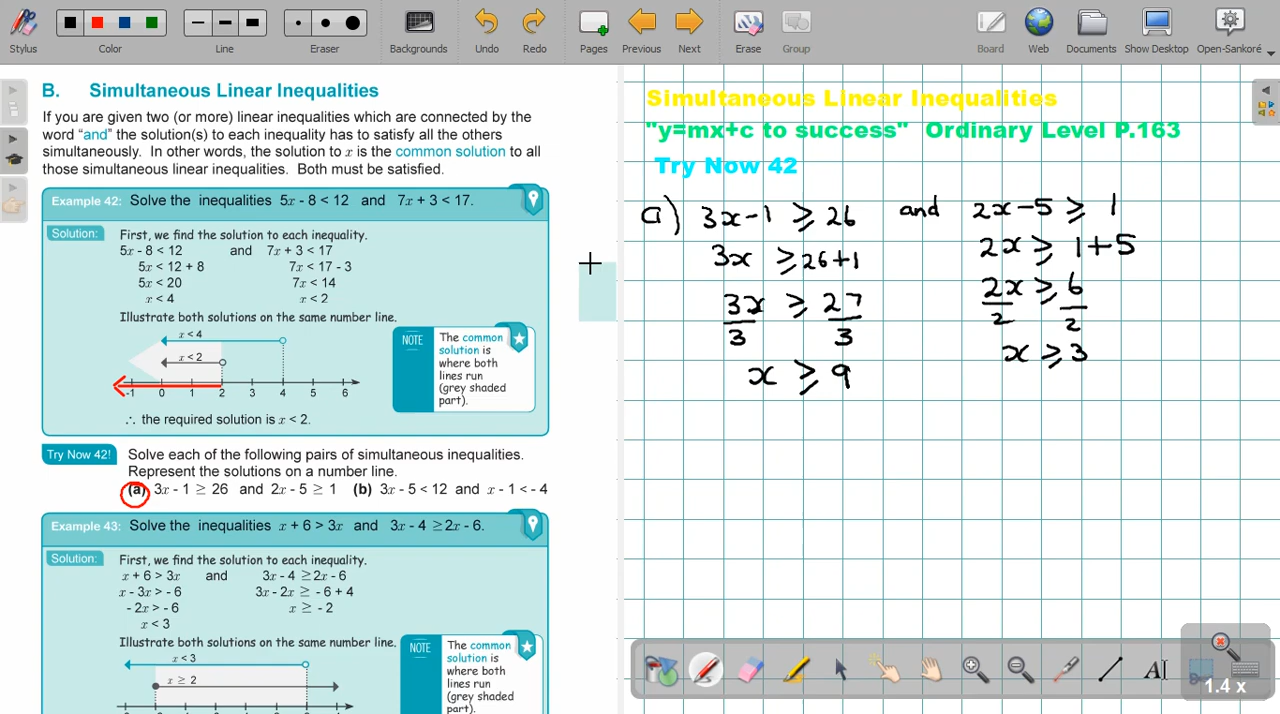 Stylus
Color
Line
Eraser
Backgrounds
Undo
Redo
Pages
Previous
Next
Erase
Group
Board
Web
Documents
Show Desktop
Open-Sankoré
B. Simultaneous Linear Inequalities
If you are given two (or more) linear inequalities which are connected by the
word “and” the solution(s) to each inequality has to satisfy all the others
simultaneously. In other words, the solution to x is the common solution to all
those simultaneous linear inequalities. Both must be satisfied.
Example 42: Solve the inequalities 5x - 8 < 12 and 7x + 3 < 17.
Solution: First, we find the solution to each inequality.
5x - 8 < 12 and 7x + 3 < 17
5x < 12 + 8 7x < 17 - 3
5x < 20 7x < 14
x < 4 x < 2
Illustrate both solutions on the same number line.
x < 4
x < 2
-1 0 1 2 3 4 5 6
NOTE
The common
solution is
where both
lines run
(grey shaded
part).
∴ the required solution is x < 2.
Try Now 42! Solve each of the following pairs of simultaneous inequalities.
Represent the solutions on a number line.
(a) 3x - 1 ≥ 26 and 2x - 5 ≥ 1 (b) 3x - 5 < 12 and x - 1 < - 4
Example 43: Solve the inequalities x + 6 > 3x and 3x - 4 ≥ 2x - 6.
Solution: First, we find the solution to each inequality.
x + 6 > 3x and 3x - 4 ≥ 2x - 6
x - 3x > - 6 3x - 2x ≥ - 6 + 4
- 2x > - 6 x ≥ - 2
x < 3
Illustrate both solutions on the same number line.
x < 3
x ≥ 2
NOTE
The common
solution is
where both
lines run
(grey shaded
Simultaneous Linear Inequalities
"y=mx+c to success" Ordinary Level P.163
Try Now 42
a) 3x-1 ≥ 26 and 2x-5 ≥ 1
3x ≥ 26+1 2x ≥ 1+5
3x/3 ≥ 27/3 2x/2 ≥ 6/2
x ≥ 9 x ≥ 3
1.4 x